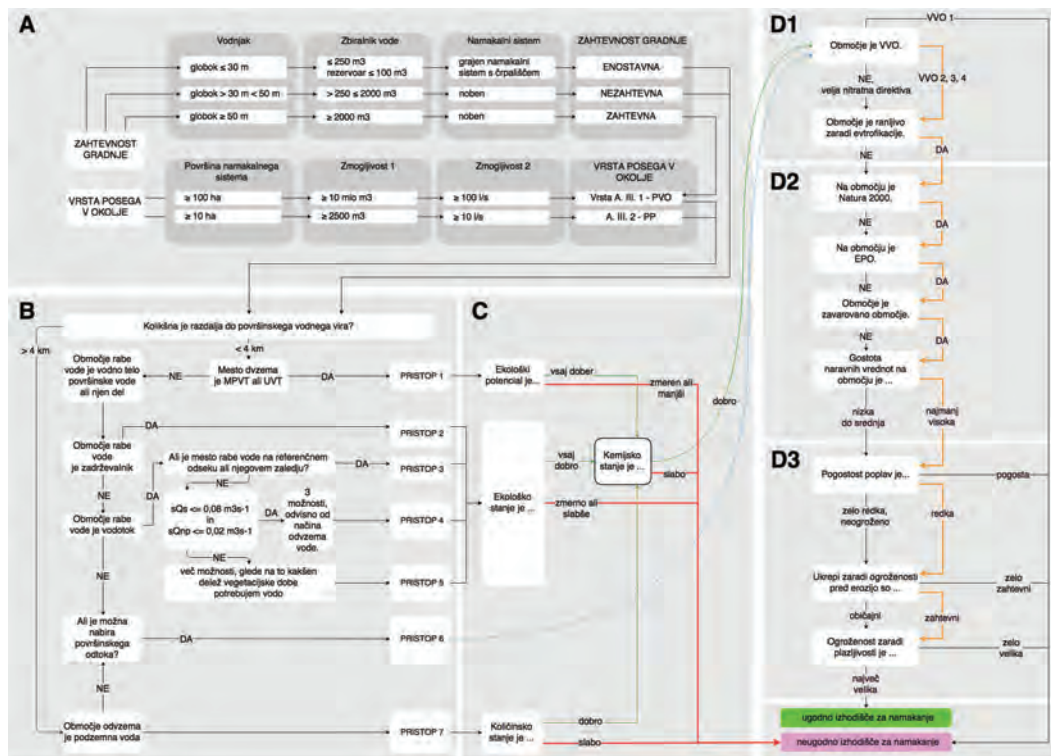 A
Vodnjak
Zbiralnik vode
Namakalni sistem
ZAHTEVNOST GRADNJE
globok ≤ 30 m
≤ 250 m3
rezervoar ≤ 100 m3
grajen namakalni
sistem s črpališčem
ENOSTAVNA
globok > 30 m < 50 m
> 250 ≤ 2000 m3
noben
NEZAHTEVNA
globok ≥ 50 m
≥ 2000 m3
noben
ZAHTEVNA
ZAHTEVNOST
GRADNJE
Površina namakalnega
sistema
Zmogljivost 1
Zmogljivost 2
VRSTA POSEGA V
OKOLJE
VRSTA POSEGA
V OKOLJE
≥ 100 ha
≥ 10 mio m3
≥ 100 l/s
Vrsta A. III. 1 - PVO
≥ 10 ha
≥ 2500 m3
≥ 10 l/s
A. III. 2 - PP
B
Kolikšna je razdalja do površinskega vodnega vira?
> 4 km
< 4 km
Območje rabe
vode je vodno telo
površinske vode
ali njen del
NE
Mesto dvzema
je MPVT ali UVT
DA
PRISTOP 1
DA
PRISTOP 2
Območje rabe
vode
je zadrževalnik
Ali je mesto rabe vode na referenčnem
odseku ali njegovem zaledju?
DA
PRISTOP 3
DA
NE
NE
Območje rabe
vode je vodotok
sQs <= 0,08 m3s-1
in
sQnp <= 0,02 m3s-1
DA
3
možnosti,
odvisno od
načina
odvzema
vode.
PRISTOP 4
NE
več možnosti, glede na to kakšen
delež vegetacijske dobe
potrebujem vodo
PRISTOP 5
NE
Ali je možna
nabira
površinskega
odtoka?
DA
PRISTOP 6
NE
Območje odvzema
je podzemna voda
PRISTOP 7
C
Ekološki
potencial je...
vsaj dober
zmeren ali
manjši
dobro
Ekološko
stanje je ...
vsaj
dobro
Kemijsko
stanje je ...
slabo
zmerno ali
slabše
Količinsko
stanje je ...
dobro
slabo
D1
VVO 1
Območje je VVO.
NE,
velja nitratna direktiva
VVO 2, 3, 4
Območje je ranljivo
zaradi evtrofikacije.
NE
DA
D2
Na območju je
Natura 2000.
NE
DA
Na območju je
EPO.
NE
DA
Območje je
zavarovano območje.
NE
DA
Gostota
naravnih vrednot na
območju je ...
nizka
do srednja
najmanj
visoka
D3
Pogostost poplav je...
pogosta
zelo redka,
neogroženo
redka
Ukrepi zaradi ogroženosti
pred erozijo so ...
zelo
zahtevni
običajni
zahtevni
Ogroženost zaradi
plazljivosti je ...
zelo
velika
največ
velika
ugodno izhodišče za namakanje
neugodno izhodišče za namakanje